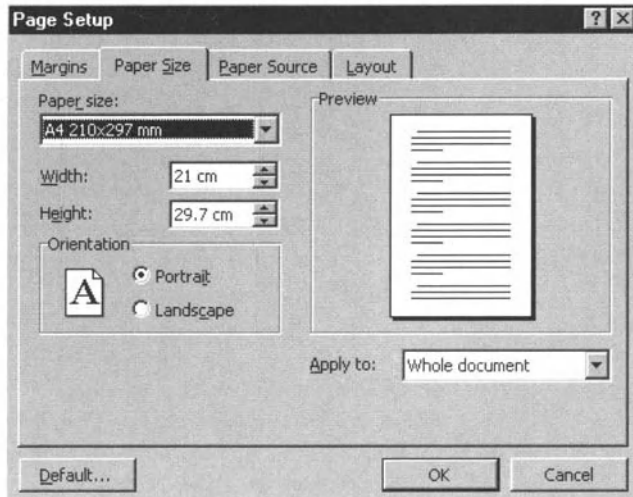 Page Setup
Margins Paper Size Paper Source Layout
Paper size:
A4 210x297 mm
Width: 21 cm
Height: 29.7 cm
Orientation
A
Portrait
Landscape
Preview
Apply to: Whole document
Default... OK Cancel